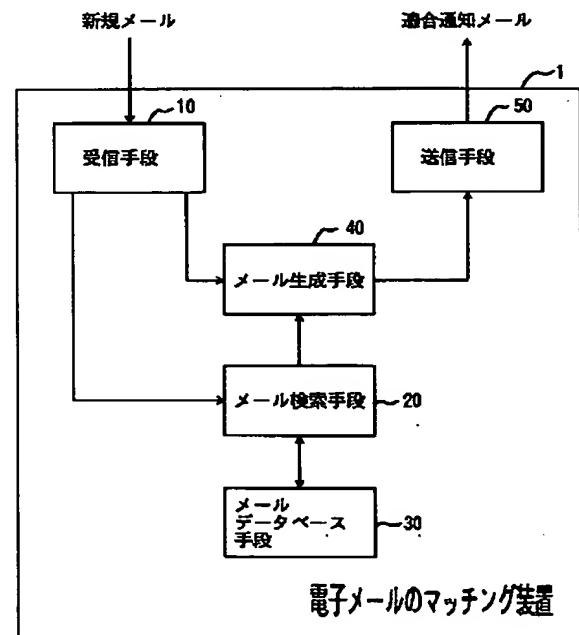 新規メール
適合通知メール
1
10
受信手段
50
送信手段
40
メール生成手段
メール検索手段
20
メール
データベース
手段
30
電子メールのマッチング装置